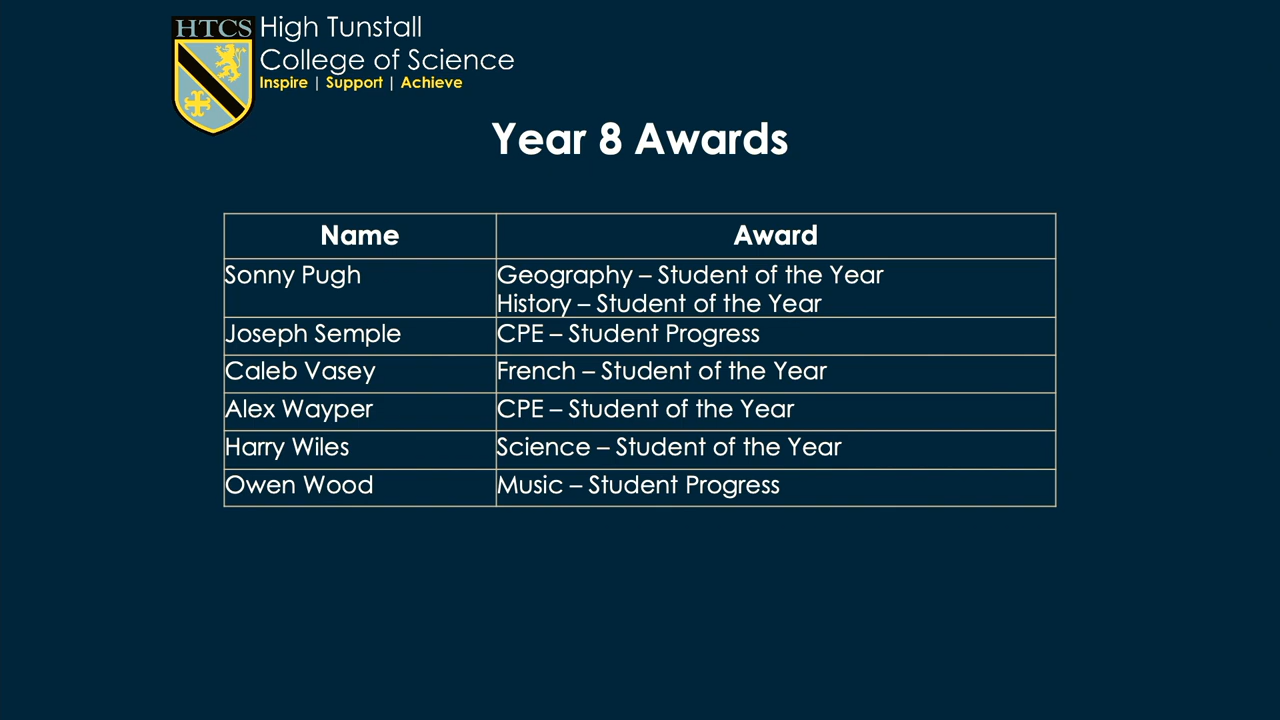 HTCS
High Tunstall
College of Science
Inspire | Support | Achieve
Year 8 Awards
Name Award
Sonny Pugh Geography – Student of the Year
History – Student of the Year
Joseph Semple CPE – Student Progress
Caleb Vasey French – Student of the Year
Alex Wayper CPE – Student of the Year
Harry Wiles Science – Student of the Year
Owen Wood Music – Student Progress